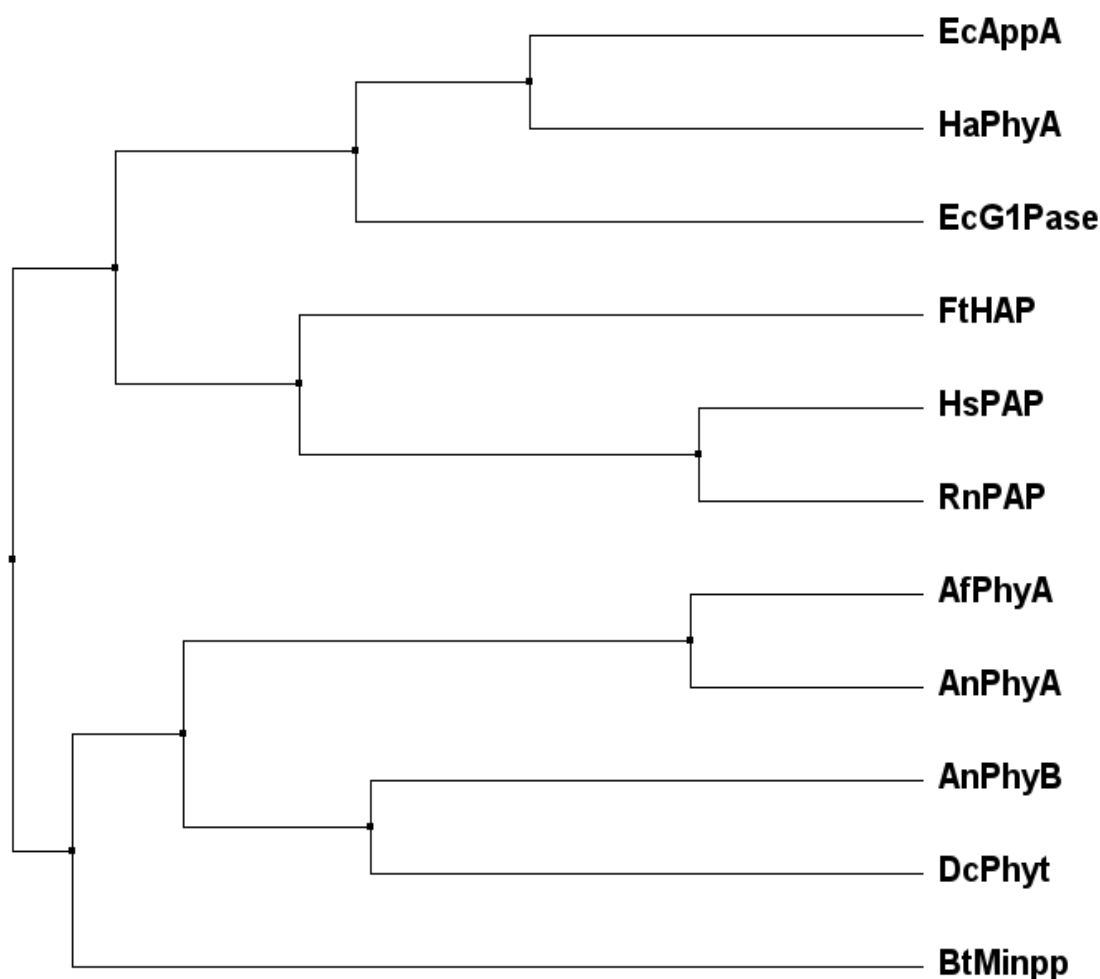 EcAppA
HaPhyA
EcG1Pase
FtHAP
HsPAP
RnPAP
AfPhyA
AnPhyA
AnPhyB
DcPhyt
BtMinpp